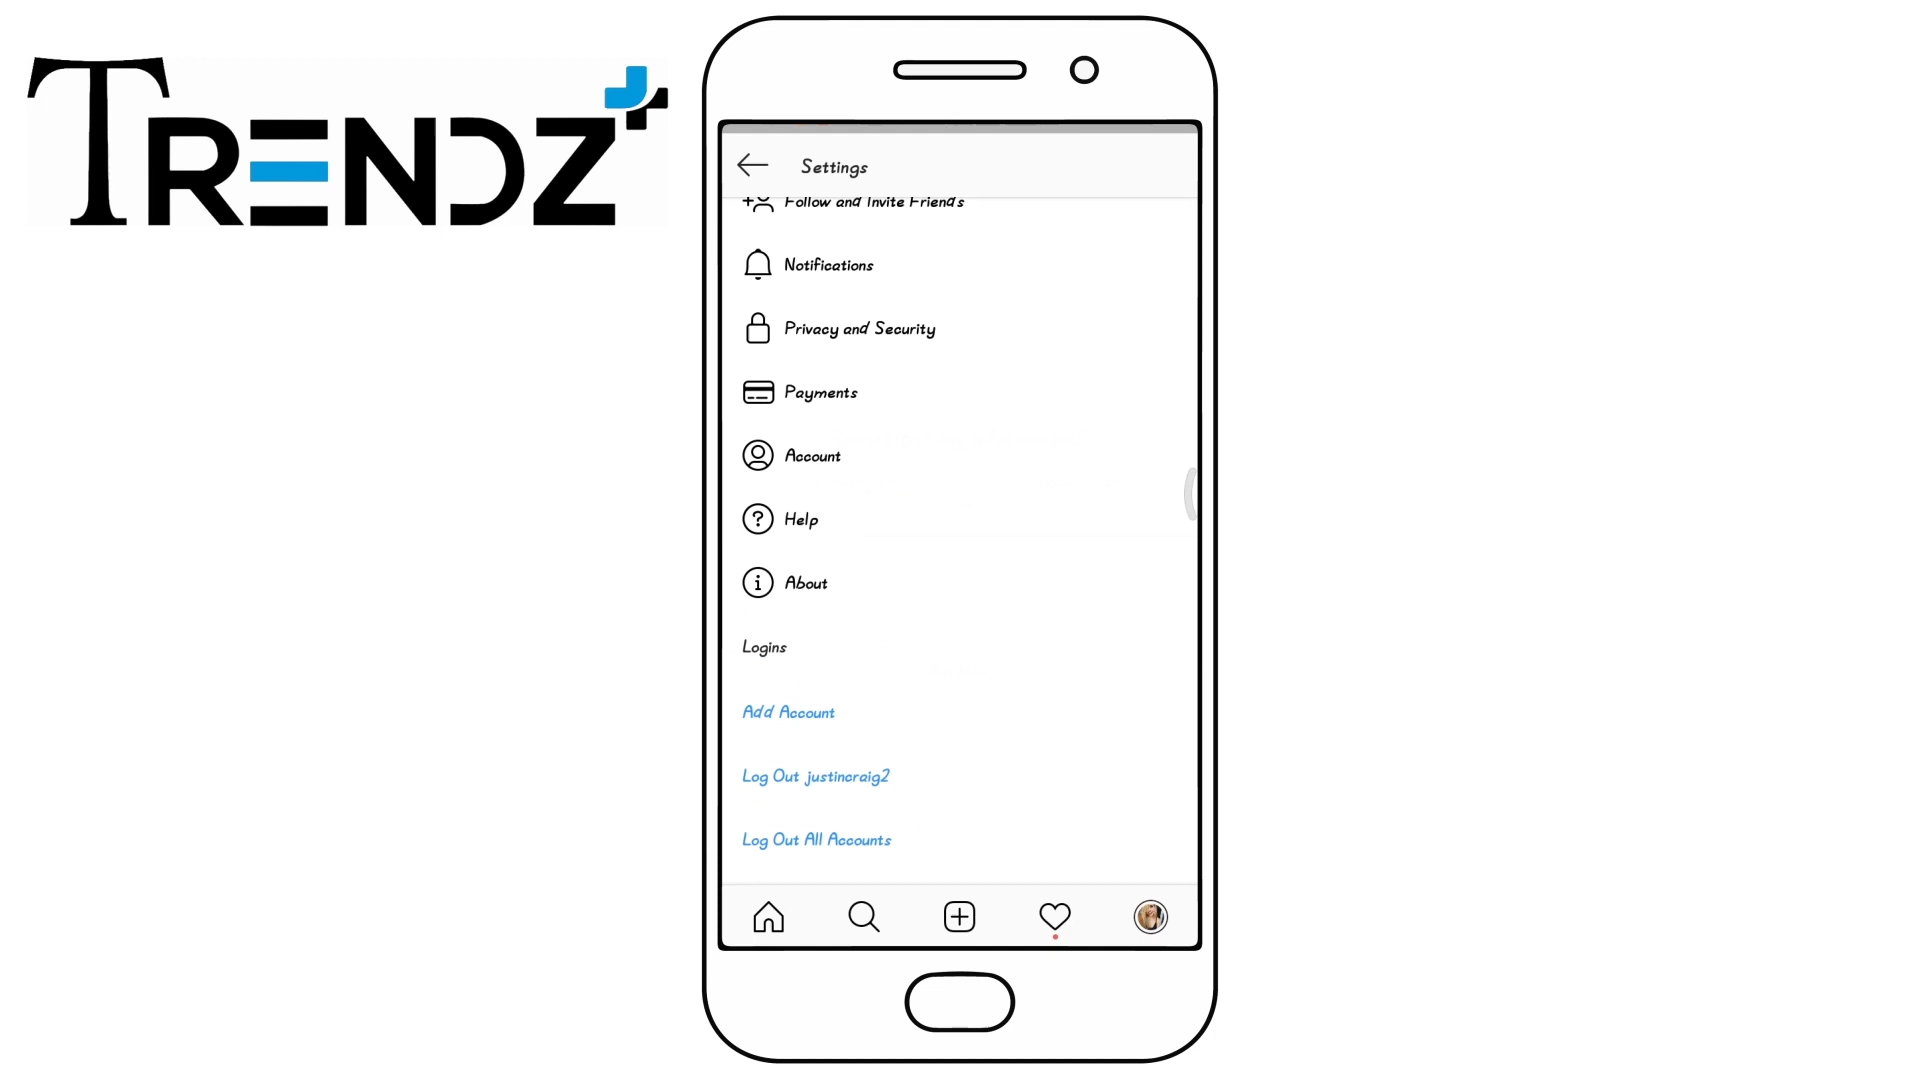 TRENDZ
Settings
Follow and Invite Friends
Notifications
Privacy and Security
Payments
Account
Help
About
Logins
Add Account
Log Out justincraig2
Log Out All Accounts